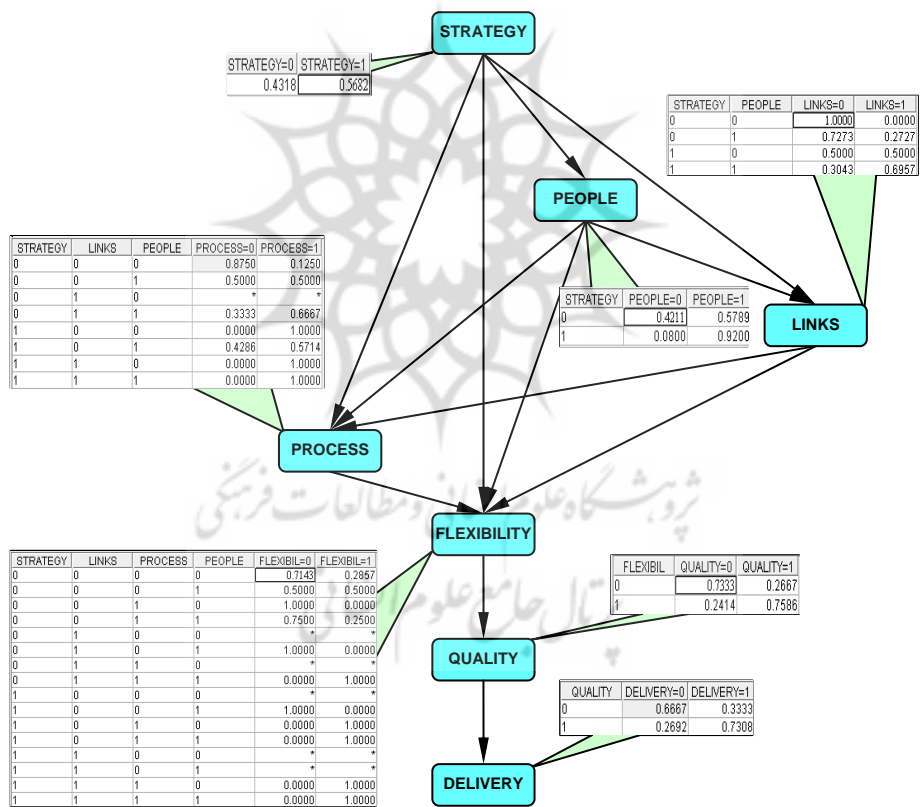 STRATEGY
STRATEGY=0 STRATEGY=1
0.4318 0.5682
STRATEGY PEOPLE LINKS=0 LINKS=1
0 0 1.0000 0.0000
0 1 0.7273 0.2727
1 0 0.5000 0.5000
1 1 0.3043 0.6957
PEOPLE
STRATEGY LINKS PEOPLE PROCESS=0 PROCESS=1
0 0 0 0.8750 0.1250
0 0 1 0.5000 0.5000
0 1 0 * *
0 1 1 0.3333 0.6667
1 0 0 0.0000 1.0000
1 0 1 0.4286 0.5714
1 1 0 0.0000 1.0000
1 1 1 0.0000 1.0000
STRATEGY PEOPLE=0 PEOPLE=1
0 0.4211 0.5789
1 0.0800 0.9200
LINKS
PROCESS
پژوهشگاه علوم انسانی و مطالعات فرهنگی
FLEXIBILITY
STRATEGY LINKS PROCESS PEOPLE FLEXIBIL=0 FLEXIBIL=1
0 0 0 0 0.7143 0.2857
0 0 0 1 0.5000 0.5000
0 0 1 0 1.0000 0.0000
0 0 1 1 0.7500 0.2500
0 1 0 0 * *
0 1 0 1 1.0000 0.0000
0 1 1 0 * *
0 1 1 1 0.0000 1.0000
1 0 0 0 * *
1 0 0 1 1.0000 0.0000
1 0 1 0 0.0000 1.0000
1 0 1 1 0.0000 1.0000
1 1 0 0 * *
1 1 0 1 * *
1 1 1 0 0.0000 1.0000
1 1 1 1 0.0000 1.0000
FLEXIBIL QUALITY=0 QUALITY=1
0 0.7333 0.2667
1 0.2414 0.7586
پرتال جامع علوم انسانی
QUALITY
QUALITY DELIVERY=0 DELIVERY=1
0 0.6667 0.3333
1 0.2692 0.7308
DELIVERY